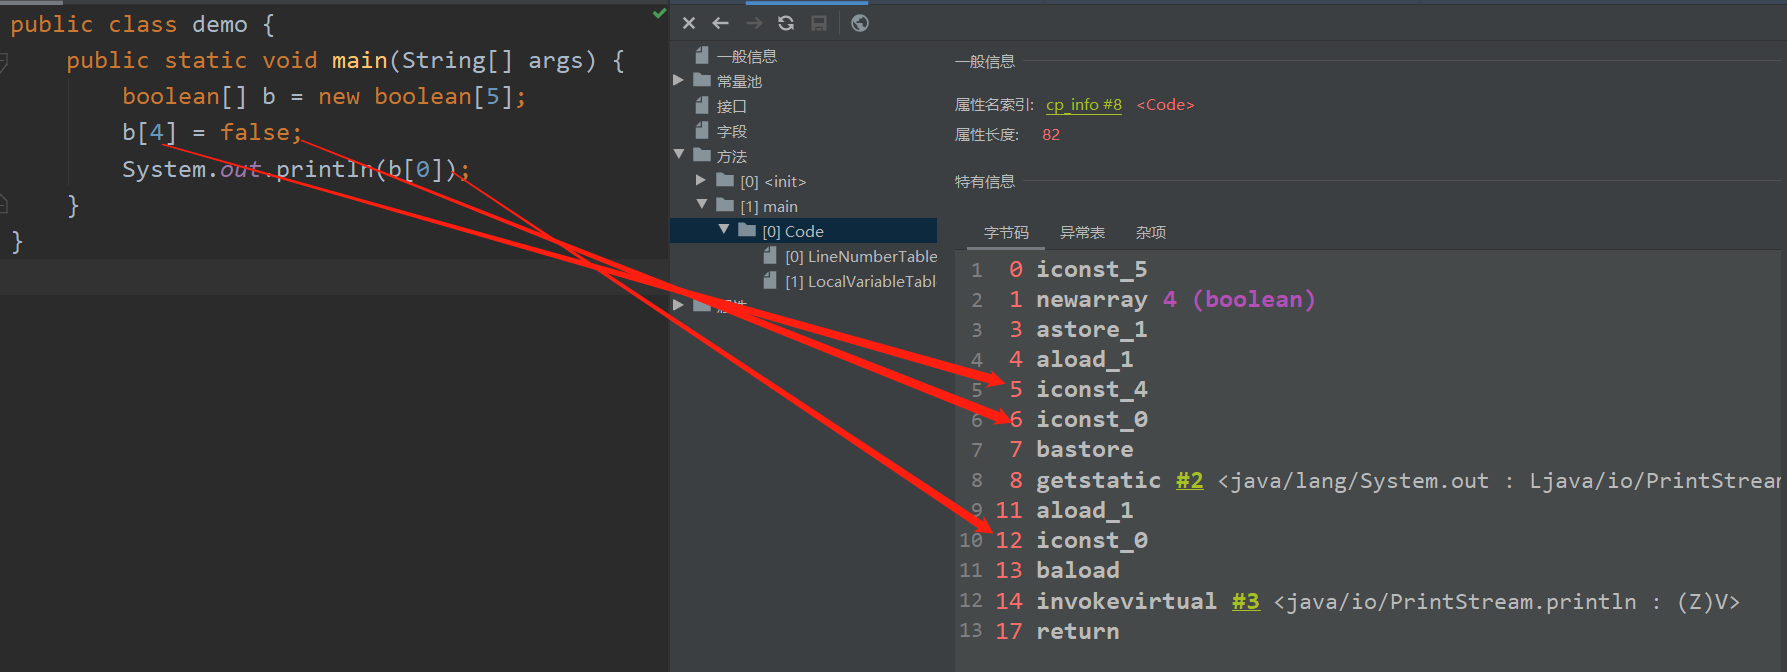 public class demo {
public static void main(String[] args) {
boolean[] b = new boolean[5];
b[4] = false;
System.out.println(b[0]);
}
}
一般信息
常量池
接口
字段
方法
[0] <init>
[1] main
[0] Code
[0] LineNumberTable
[1] LocalVariableTabl
一般信息
属性名索引: cp_info #8 <Code>
属性长度: 82
特有信息
字节码 异常表 杂项
1 0 iconst_5
2 1 newarray 4 (boolean)
3 3 astore_1
4 4 aload_1
5 5 iconst_4
6 6 iconst_0
7 7 bastore
8 8 getstatic #2 <java/lang/System.out : Ljava/io/PrintStream
9 11 aload_1
10 12 iconst_0
11 13 baload
12 14 invokevirtual #3 <java/io/PrintStream.println : (Z)V>
13 17 return